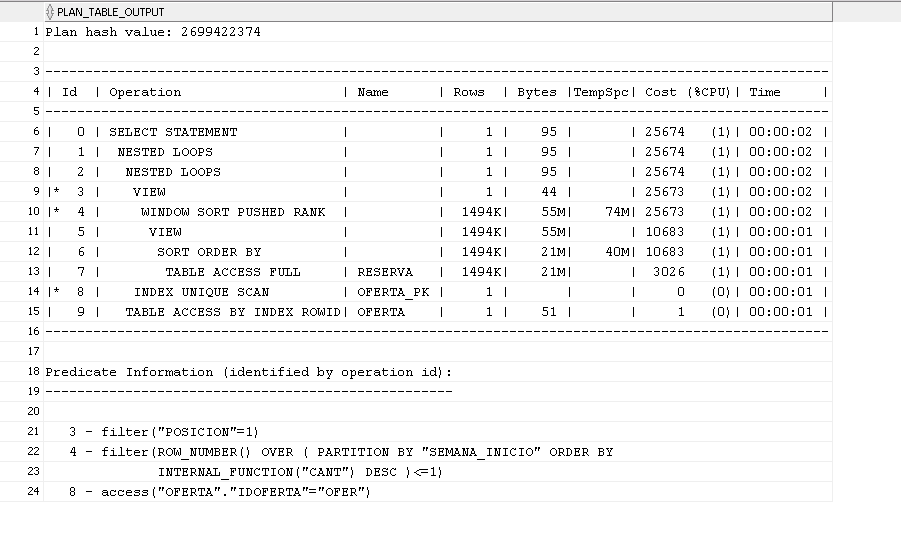 PLAN_TABLE_OUTPUT
1 Plan hash value: 2699422374
2
3 --------------------------------------------------------------------------------------------------
4 | Id  | Operation                    | Name      | Rows  | Bytes |TempSpc| Cost (%CPU)| Time     |
5 --------------------------------------------------------------------------------------------------
6 |   0 | SELECT STATEMENT             |           |     1 |    95 |       | 25674   (1)| 00:00:02 |
7 |   1 |  NESTED LOOPS                |           |     1 |    95 |       | 25674   (1)| 00:00:02 |
8 |   2 |   NESTED LOOPS               |           |     1 |    95 |       | 25674   (1)| 00:00:02 |
9 |*  3 |    VIEW                      |           |     1 |    44 |       | 25673   (1)| 00:00:02 |
10 |*  4 |     WINDOW SORT PUSHED RANK  |           |  1494K|    55M|    74M| 25673   (1)| 00:00:02 |
11 |   5 |      VIEW                    |           |  1494K|    55M|       | 10683   (1)| 00:00:01 |
12 |   6 |       SORT ORDER BY          |           |  1494K|    21M|    40M| 10683   (1)| 00:00:01 |
13 |   7 |        TABLE ACCESS FULL     | RESERVA   |  1494K|    21M|       |  3026   (1)| 00:00:01 |
14 |*  8 |    INDEX UNIQUE SCAN         | OFERTA_PK |     1 |       |       |     0   (0)| 00:00:01 |
15 |   9 |   TABLE ACCESS BY INDEX ROWID| OFERTA    |     1 |    51 |       |     1   (0)| 00:00:01 |
16 --------------------------------------------------------------------------------------------------
17
18 Predicate Information (identified by operation id):
19 ---------------------------------------------------
20
21    3 - filter("POSICION"=1)
22    4 - filter(ROW_NUMBER() OVER ( PARTITION BY "SEMANA_INICIO" ORDER BY
23               INTERNAL_FUNCTION("CANT") DESC )<=1)
24    8 - access("OFERTA"."IDOFERTA"="OFER")